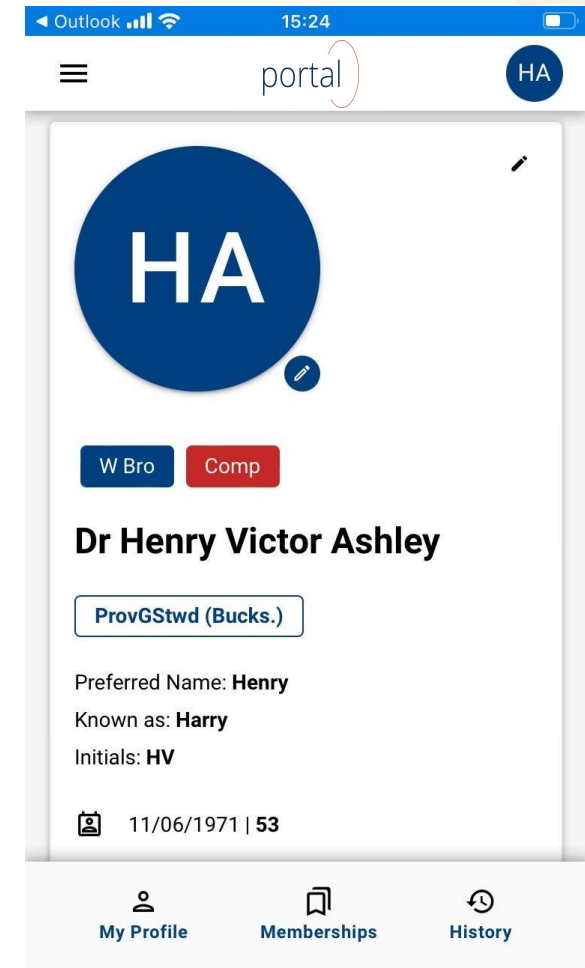 Outlook 15:24
portal HA
HA
W Bro Comp
Dr Henry Victor Ashley
ProvGStwd (Bucks.)
Preferred Name: Henry
Known as: Harry
Initials: HV
11/06/1971 | 53
My Profile Memberships History